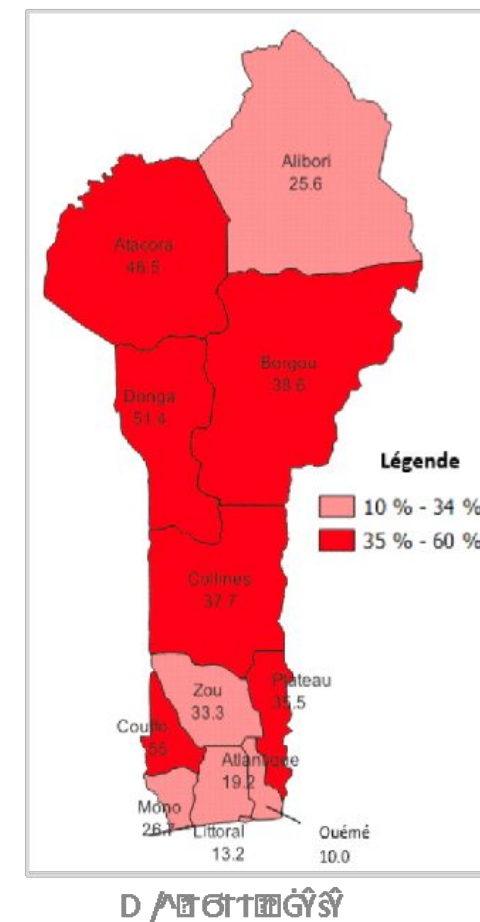 Alibori
25.6
Atacora
46.5
Borgou
38.6
Donga
51.4
Légende
10 % - 34 %
35 % - 60 %
Collines
37.7
Zou
33.3
Plateau
35.5
Couffo
55
Atlantique
19.2
Mono
26.7
Littoral
13.2
Ouémé
10.0